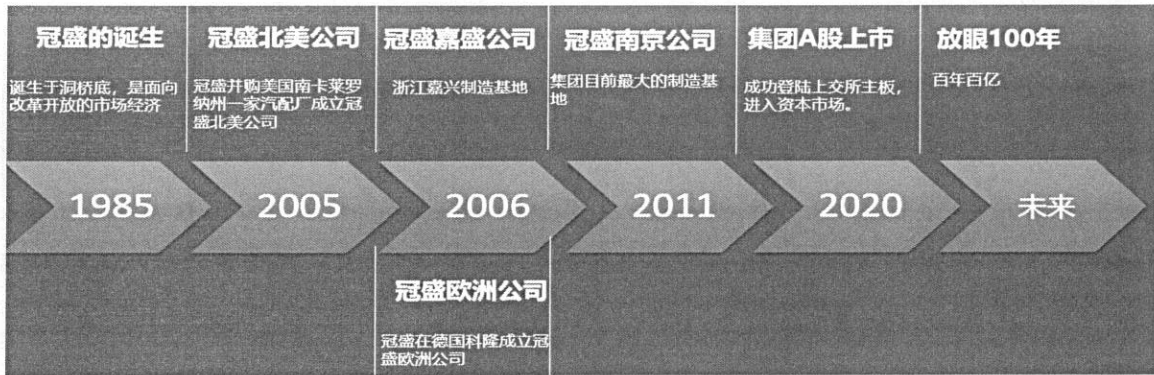 冠盛的诞生
诞生于洞桥底，是面向
改革开放的市场经济
冠盛北美公司
冠盛并购美国南卡莱罗
纳州一家汽配厂成立冠
盛北美公司
冠盛嘉盛公司
浙江嘉兴制造基地
冠盛南京公司
集团目前最大的制造基
地
集团A股上市
成功登陆上交所主板，
进入资本市场。
放眼100年
百年百亿
1985
2005
2006
2011
2020
未来
冠盛欧洲公司
冠盛在德国科隆成立冠
盛欧洲公司